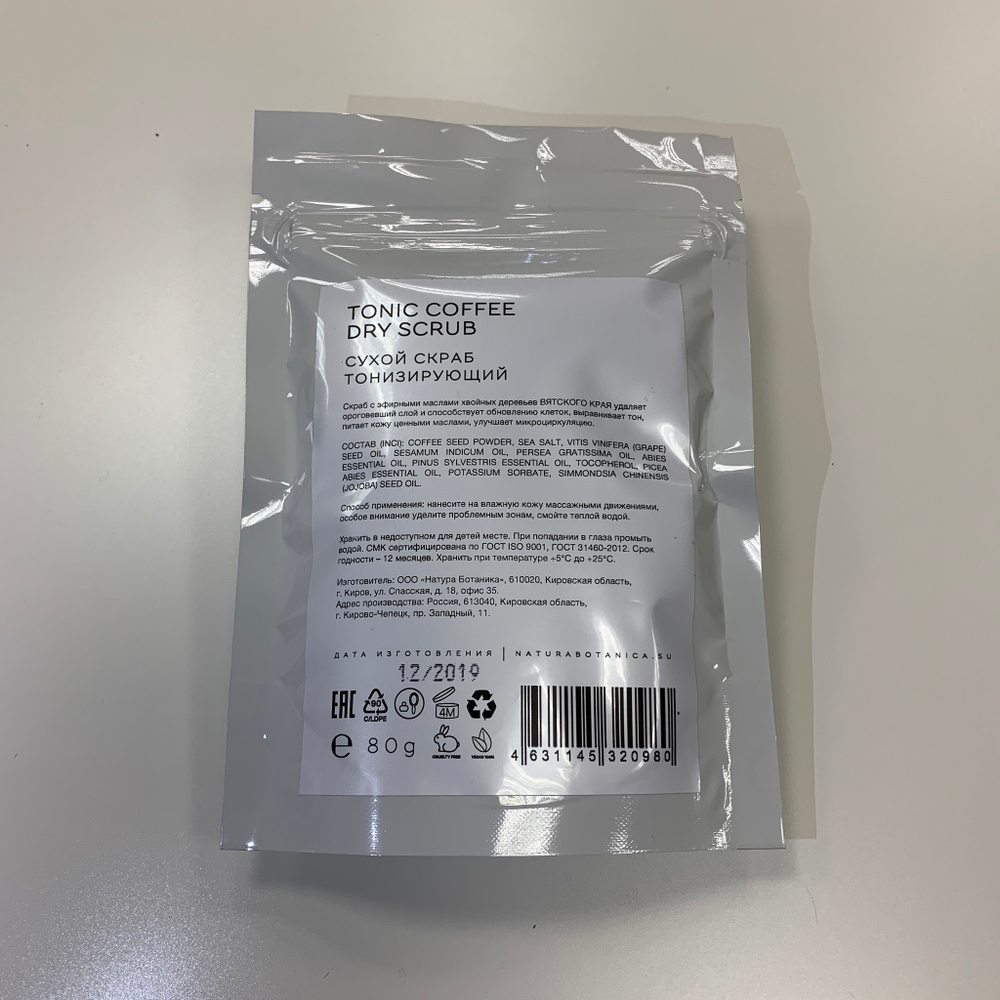 TONIC COFFEE
DRY SCRUB
СУХОЙ СКРАБ
ТОНИЗИРУЮЩИЙ
Скраб с эфирными маслами хвойных деревьев ВЯТСКОГО КРАЯ удаляет
ороговевший слой и способствует обновлению клеток, выравнивает тон,
питает кожу ценными маслами, улучшает микроциркуляцию.
СОСТАВ (INCI): COFFEE SEED POWDER, SEA SALT, VITIS VINIFERA (GRAPE)
SEED OIL, SESAMUM INDICUM OIL, PERSEA GRATISSIMA OIL, ABIES
ESSENTIAL OIL, PINUS SYLVESTRIS ESSENTIAL OIL, TOCOPHEROL, PICEA
ABIES ESSENTIAL OIL, POTASSIUM SORBATE, SIMMONDSIA CHINENSIS
(JOJOBA) SEED OIL.
Способ применения: нанесите на влажную кожу массажными движениями,
особое внимание уделите проблемным зонам, смойте теплой водой.
Хранить в недоступном для детей месте. При попадании в глаза промыть
водой. СМК сертифицирована по ГОСТ ISO 9001, ГОСТ 31460-2012. Срок
годности – 12 месяцев. Хранить при температуре +5°C до +25°C.
Изготовитель: ООО «Натура Ботаника», 610020, Кировская область,
г. Киров, ул. Спасская, д. 18, офис 35.
Адрес производства: Россия, 613040, Кировская область,
г. Кирово-Чепецк, пр. Западный, 11.
ДАТА ИЗГОТОВЛЕНИЯ | NATURABOTANICA.SU
12/2019
EAC 90 C/LDPE 4M
℮ 80g CRUELTY FREE VEGAN 100%
4 631145 320980